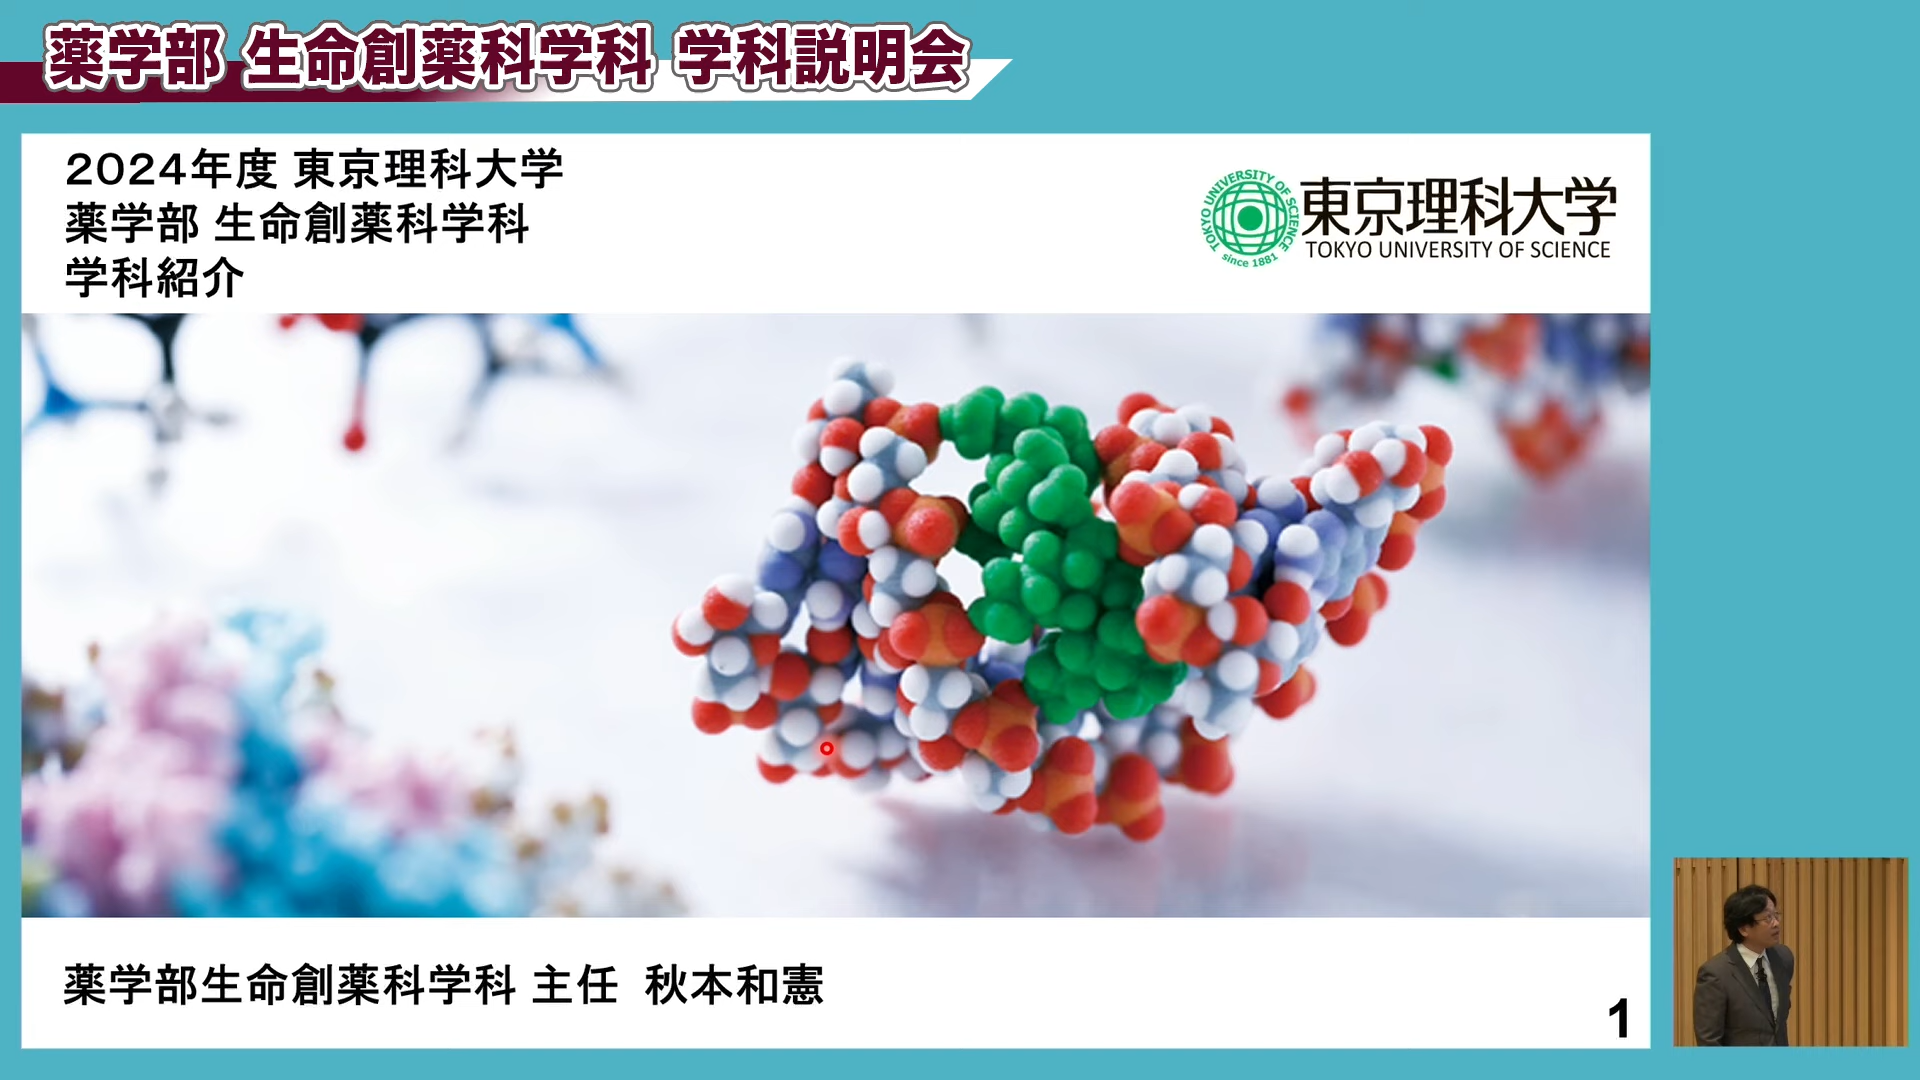 薬学部 生命創薬科学科 学科説明会
2024年度 東京理科大学
薬学部 生命創薬科学科
学科紹介
TOKYO UNIVERSITY OF SCIENCE
since 1881
東京理科大学
TOKYO UNIVERSITY OF SCIENCE
薬学部生命創薬科学科 主任 秋本和憲
1